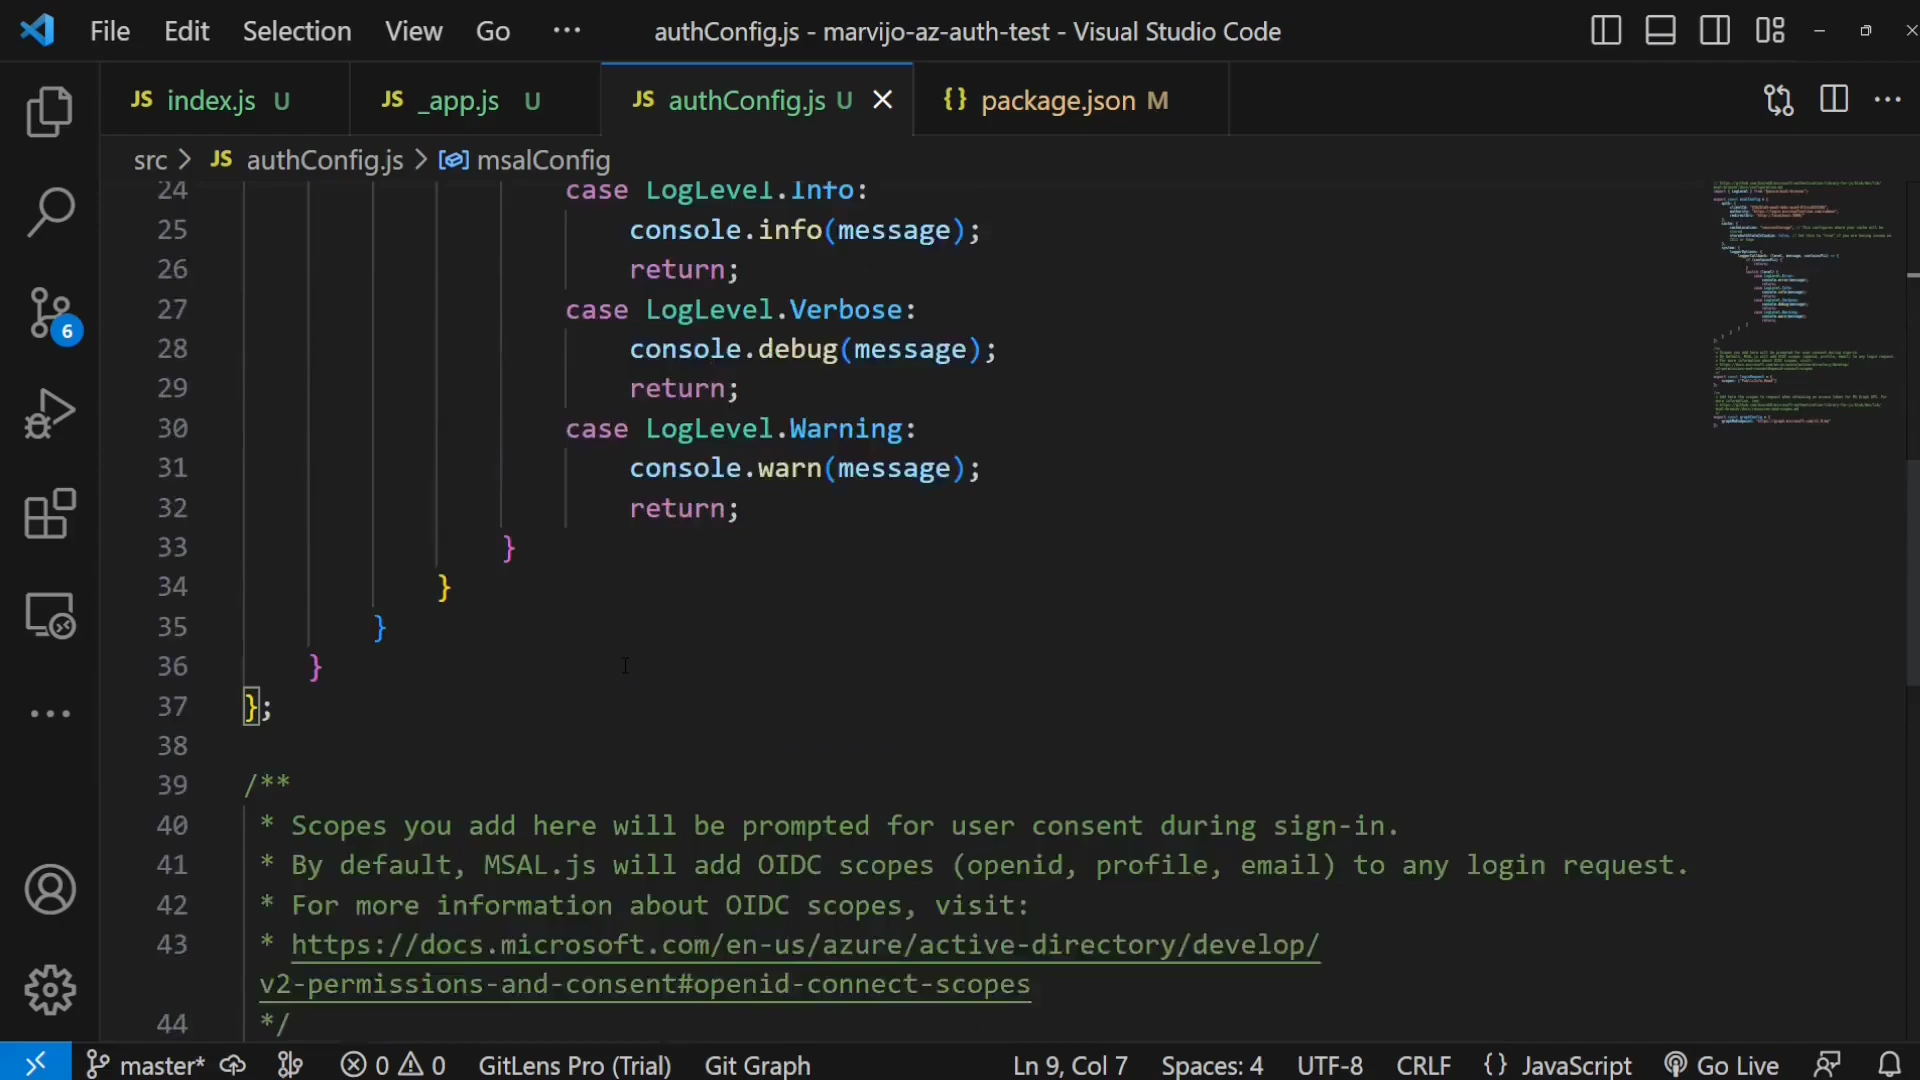 File Edit Selection View Go ··· authConfig.js - marvijo-az-auth-test - Visual Studio Code
JS index.js U JS _app.js U JS authConfig.js U {} package.json M
src > JS authConfig.js > msalConfig
24 case LogLevel.Info:
25 console.info(message);
26 return;
27 case LogLevel.Verbose:
28 console.debug(message);
29 return;
30 case LogLevel.Warning:
31 console.warn(message);
32 return;
33 }
34 }
35 }
36 }
37 };
38
39 /**
40 * Scopes you add here will be prompted for user consent during sign-in.
41 * By default, MSAL.js will add OIDC scopes (openid, profile, email) to any login request.
42 * For more information about OIDC scopes, visit:
43 * https://docs.microsoft.com/en-us/azure/active-directory/develop/
v2-permissions-and-consent#openid-connect-scopes
44 */
6
master* 0 0 GitLens Pro (Trial) Git Graph Ln 9, Col 7 Spaces: 4 UTF-8 CRLF {} JavaScript Go Live